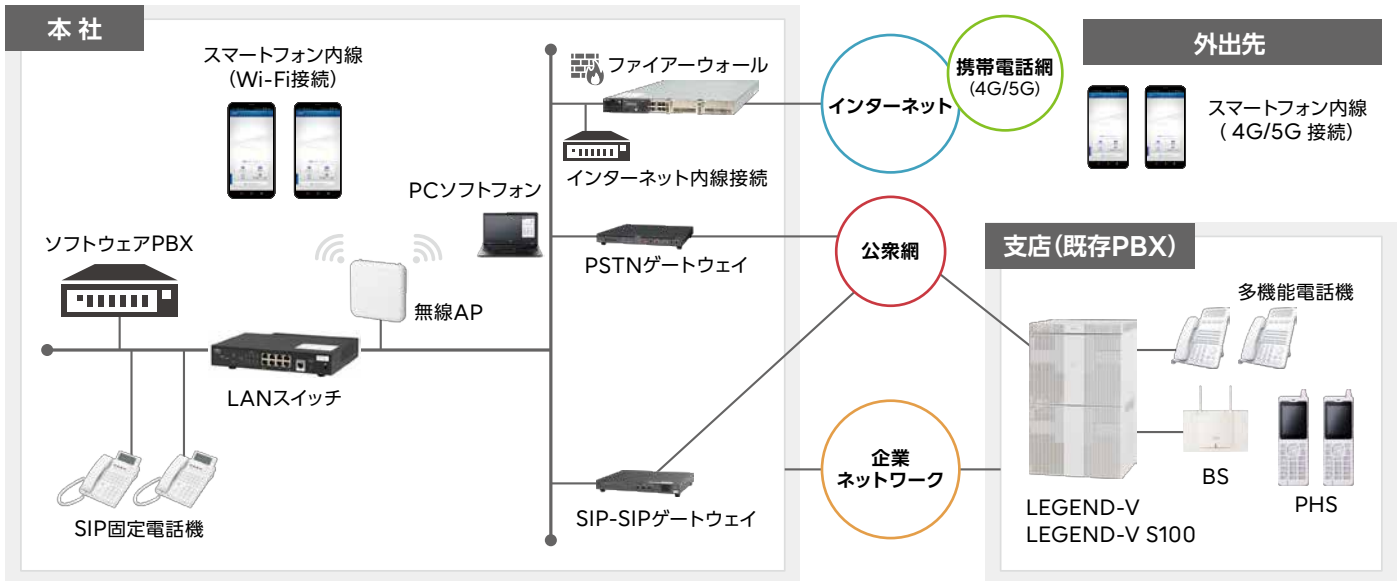 本社
スマートフォン内線
(Wi-Fi接続)
ファイアーウォール
インターネット内線接続
PCソフトフォン
ソフトウェアPBX
無線AP
PSTNゲートウェイ
LANスイッチ
SIP固定電話機
SIP-SIPゲートウェイ
インターネット
携帯電話網
(4G/5G)
公衆網
企業
ネットワーク
外出先
スマートフォン内線
( 4G/5G 接続)
支店(既存PBX)
多機能電話機
BS
PHS
LEGEND-V
LEGEND-V S100